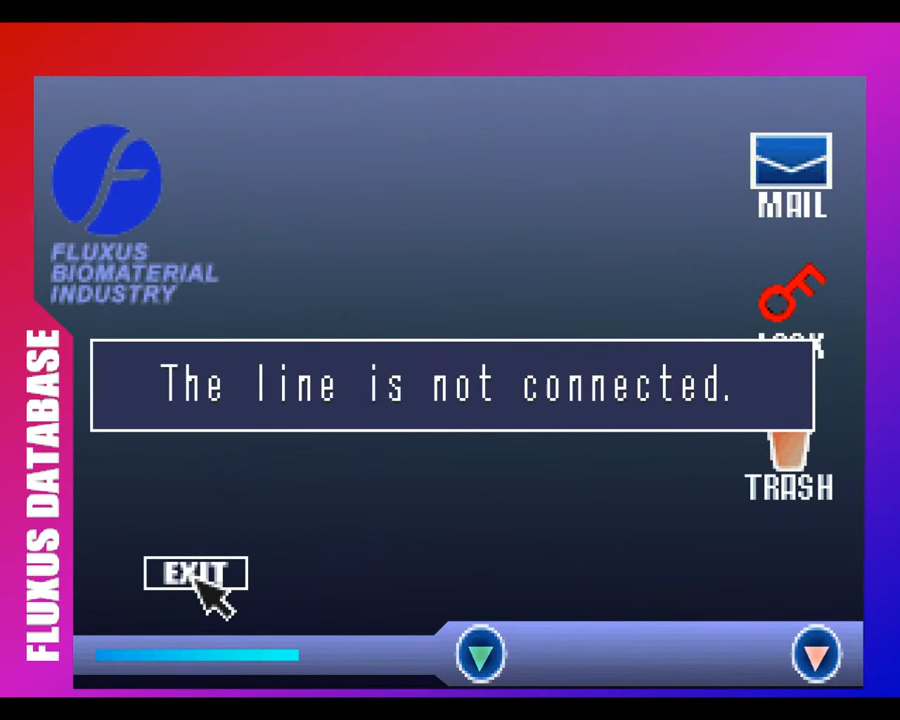 FLUXUS
BIOMATERIAL
INDUSTRY
MAIL
The line is not connected.
TRASH
EXIT
FLUXUS DATABASE